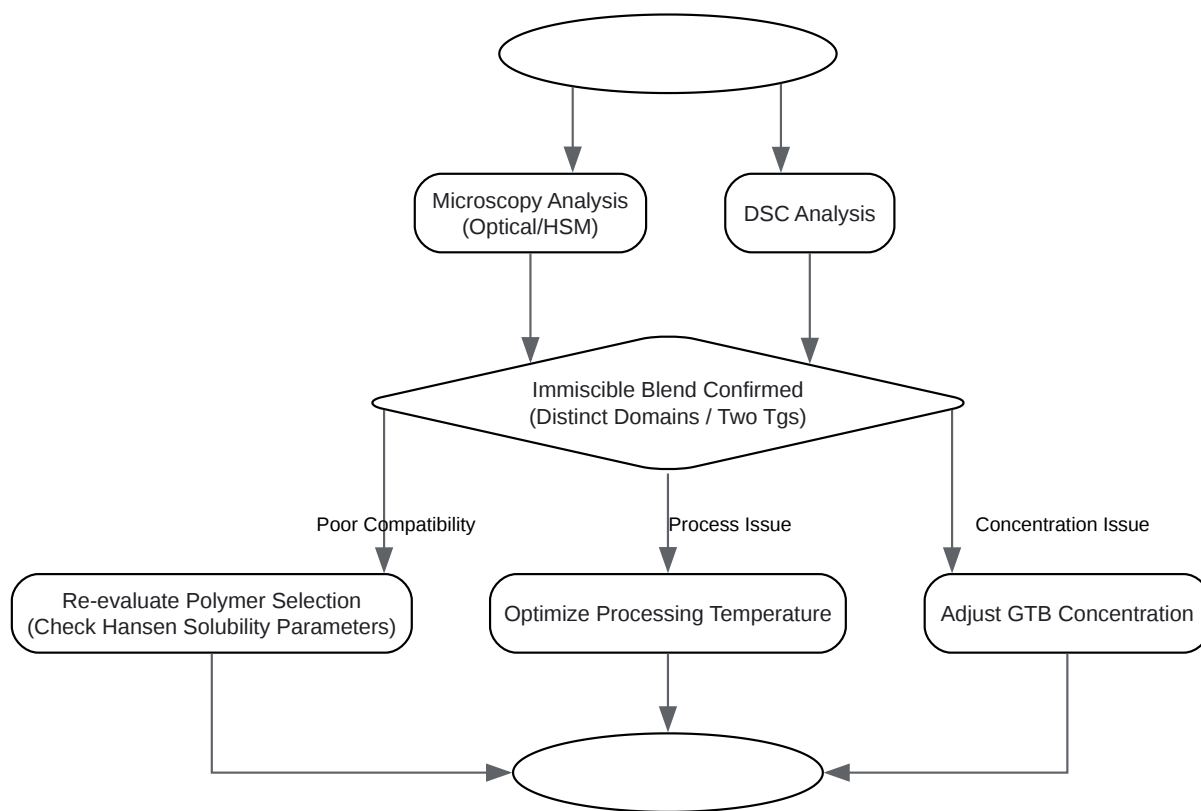 Microscopy Analysis
(Optical/HSM)
DSC Analysis
Immiscible Blend Confirmed
(Distinct Domains / Two Tgs)
Poor Compatibility
Process Issue
Concentration Issue
Re-evaluate Polymer Selection
(Check Hansen Solubility Parameters)
Optimize Processing Temperature
Adjust GTB Concentration